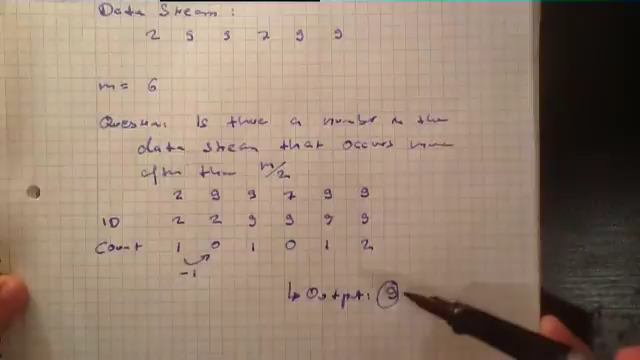 Data Stream:
2 9 9 7 9 9
m = 6
Question: Is there a number in the
data stream that occurs more
often than m/2
2 9 9 7 9 9
ID 2 2 9 9 9 9
Count 1 0 1 0 1 2
-1
↳ Output: 9